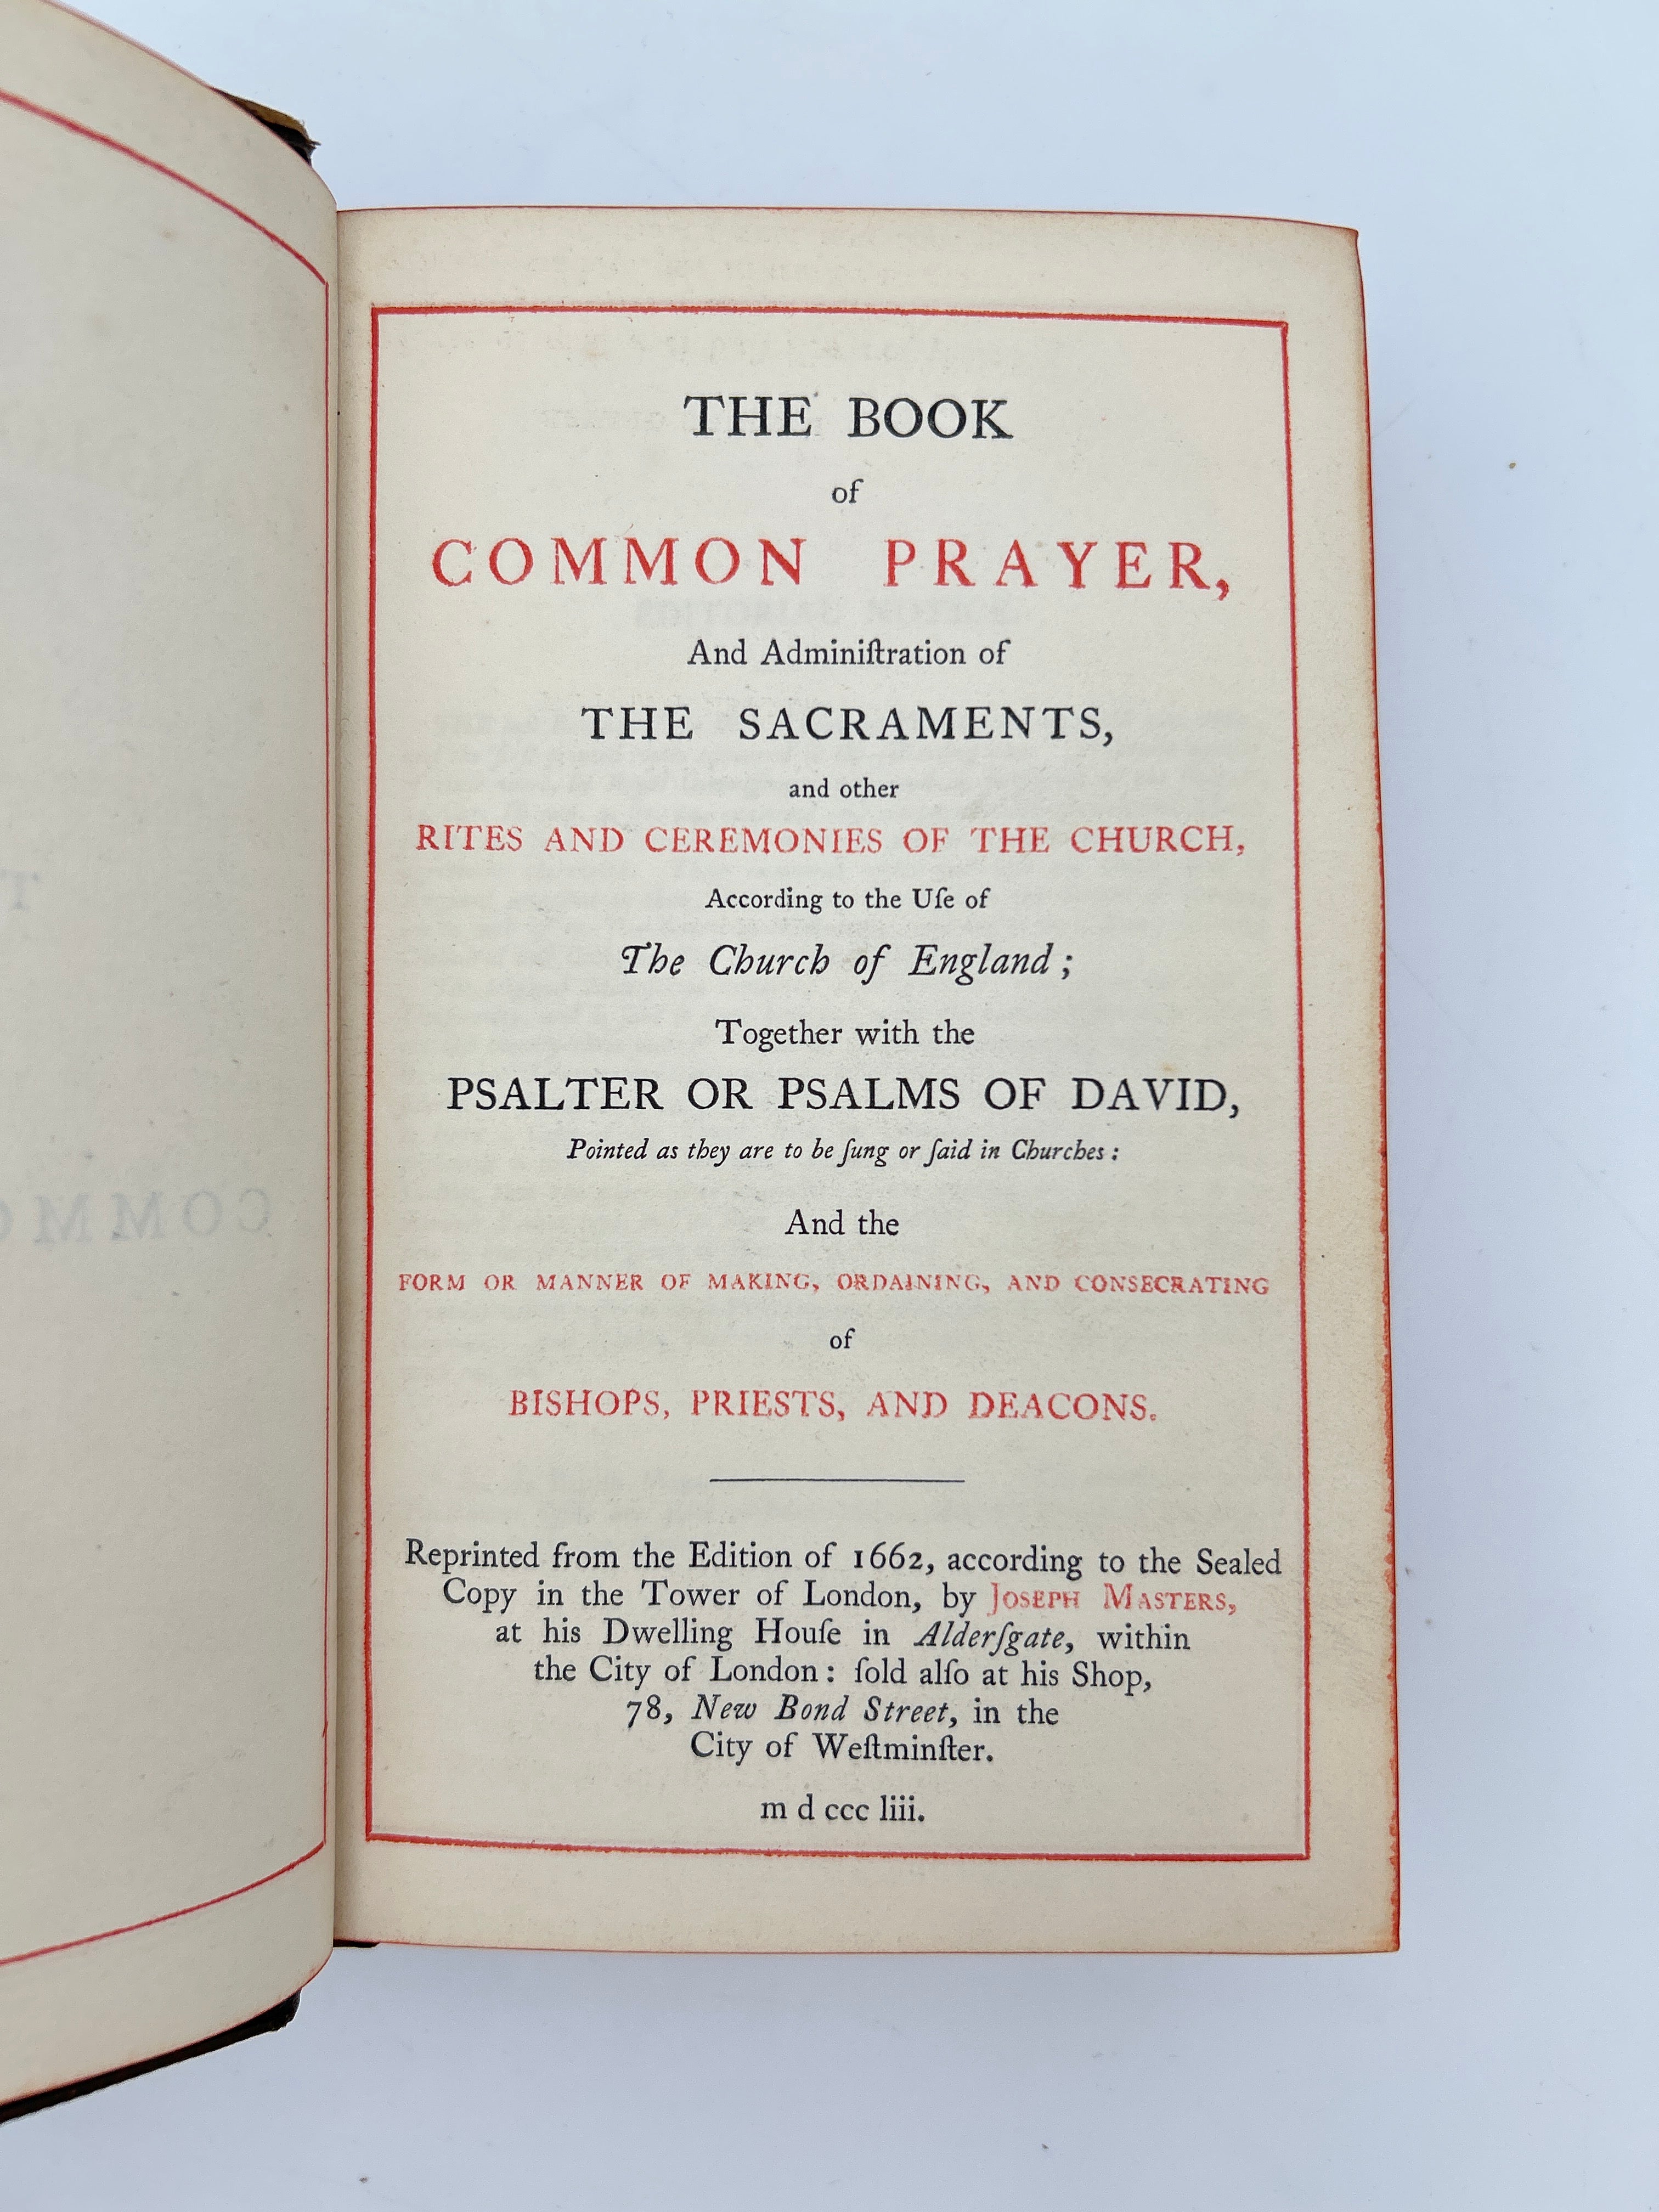 THE BOOK
of
COMMON PRAYER,
And Adminiſtration of
THE SACRAMENTS,
and other
RITES AND CEREMONIES OF THE CHURCH,
According to the Uſe of
The Church of England;
Together with the
PSALTER OR PSALMS OF DAVID,
Pointed as they are to be ſung or ſaid in Churches:
And the
FORM OR MANNER OF MAKING, ORDAINING, AND CONSECRATING
of
BISHOPS, PRIESTS, AND DEACONS.
Reprinted from the Edition of 1662, according to the Sealed
Copy in the Tower of London, by JOSEPH MASTERS,
at his Dwelling Houſe in Alderſgate, within
the City of London: ſold alſo at his Shop,
78, New Bond Street, in the
City of Weſtminſter.
m d ccc liii.